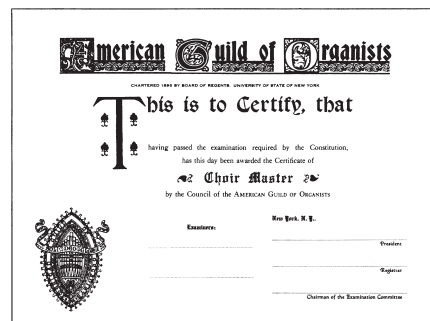 American Guild of Organists
CHARTERED 1896 BY BOARD OF REGENTS, UNIVERSITY OF STATE OF NEW YORK
This is to Certify, that
having passed the examination required by the Constitution,
has this day been awarded the Certificate of
Choir Master
by the Council of the AMERICAN GUILD OF ORGANISTS
New York, N. Y.,
Examiners:
President
Registrar
Chairman of the Examination Committee